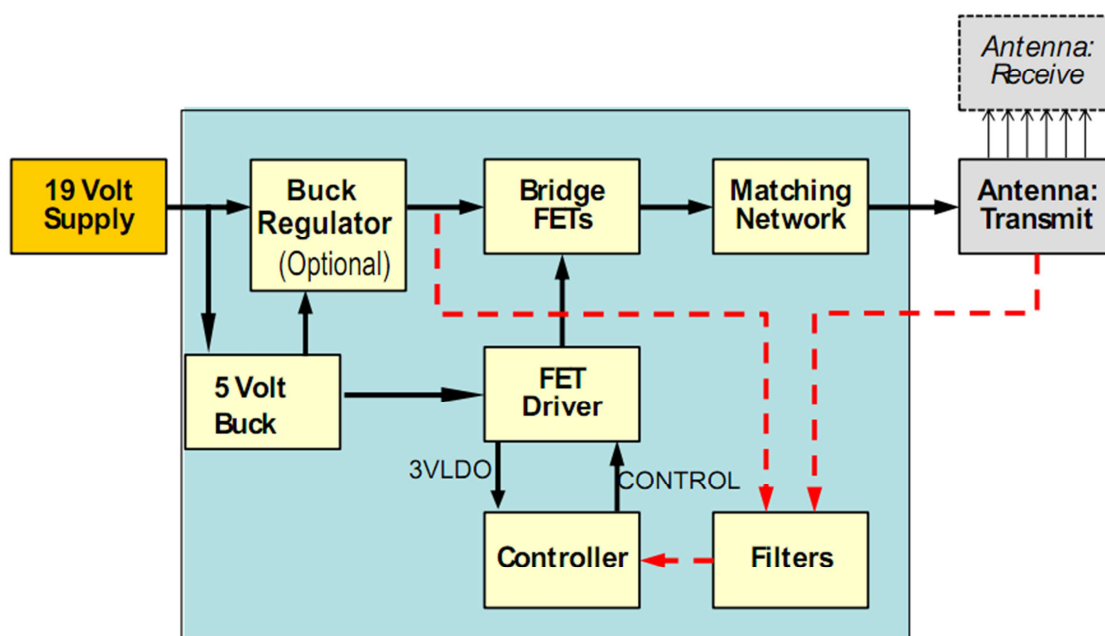 Antenna:
Receive
19 Volt
Supply
Buck
Regulator
(Optional)
Bridge
FETs
Matching
Network
Antenna:
Transmit
5 Volt
Buck
FET
Driver
3VLDO
CONTROL
Controller
Filters